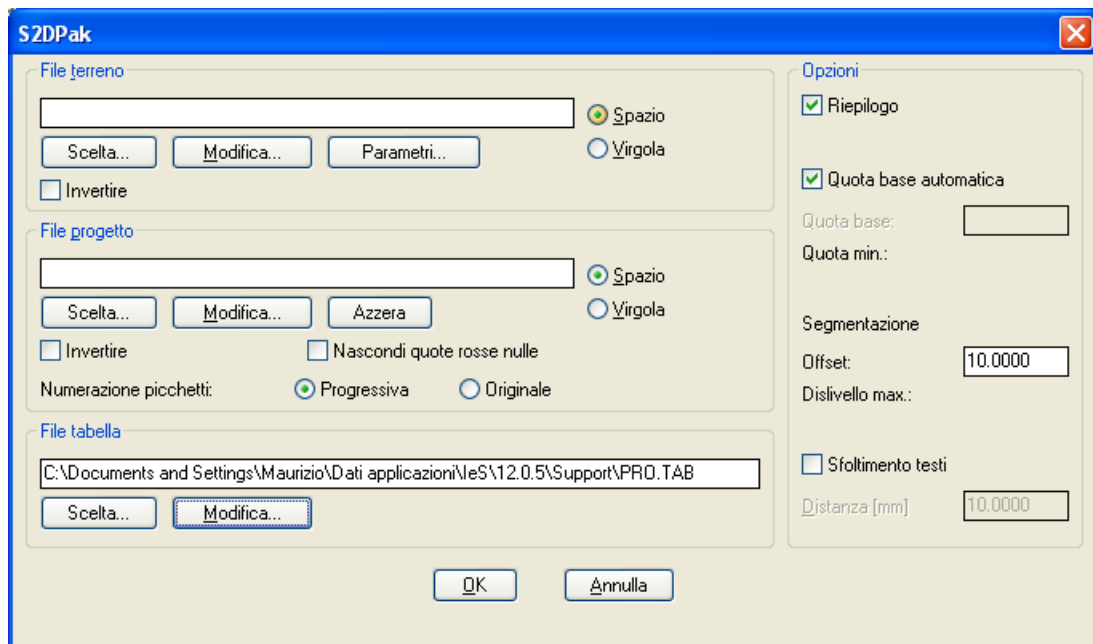 S2DPak
File terreno
Spazio
Scelta...
Modifica...
Parametri...
Virgola
Invertire
File progetto
Spazio
Scelta...
Modifica...
Azzera
Virgola
Invertire
Nascondi quote rosse nulle
Numerazione picchetti:
Progressiva
Originale
File tabella
C:\Documents and Settings\Maurizio\Dati applicazioni\IeS\12.0.5\Support\PRO.TAB
Scelta...
Modifica...
Opzioni
Riepilogo
Quota base automatica
Quota base:
Quota min.:
Segmentazione
Offset:
10.0000
Dislivello max.:
Sfoltimento testi
Distanza [mm]
10.0000
OK
Annulla